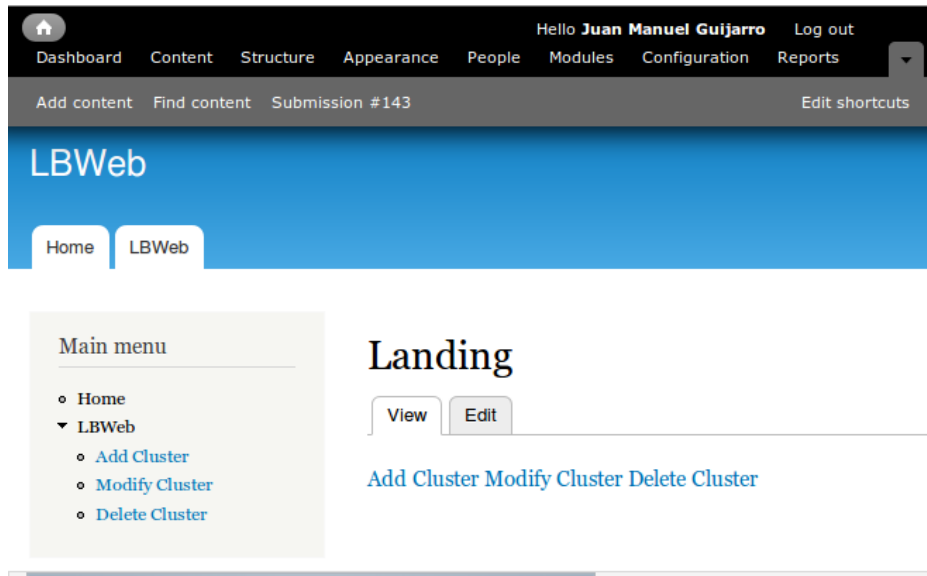 Hello Juan Manuel Guijarro Log out
Dashboard Content Structure Appearance People Modules Configuration Reports
Add content Find content Submission #143 Edit shortcuts
LBWeb
Home LBWeb
Main menu
Home
LBWeb
Add Cluster
Modify Cluster
Delete Cluster
Landing
View Edit
Add Cluster Modify Cluster Delete Cluster